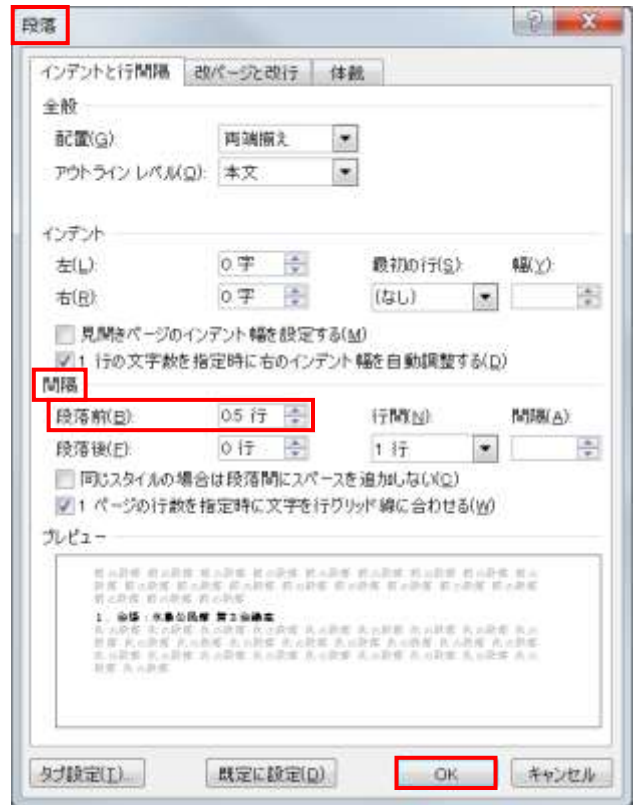 段落
インデントと行間隔 改ページと改行 体裁
全般
配置(G): 両端揃え
アウトライン レベル(O): 本文
インデント
左(L): 0 字 最初の行(S): 幅(Y):
右(R): 0 字 (なし)
見開きページのインデント幅を設定する(M)
1 行の文字数を指定時に右のインデント幅を自動調整する(D)
間隔
段落前(B): 0.5 行 行間(N): 間隔(A):
段落後(F): 0 行 1 行
同じスタイルの場合は段落間にスペースを追加しない(C)
1 ページの行数を指定時に文字を行グリッド線に合わせる(W)
プレビュー
タブ設定(T)... 既定に設定(D) OK キャンセル